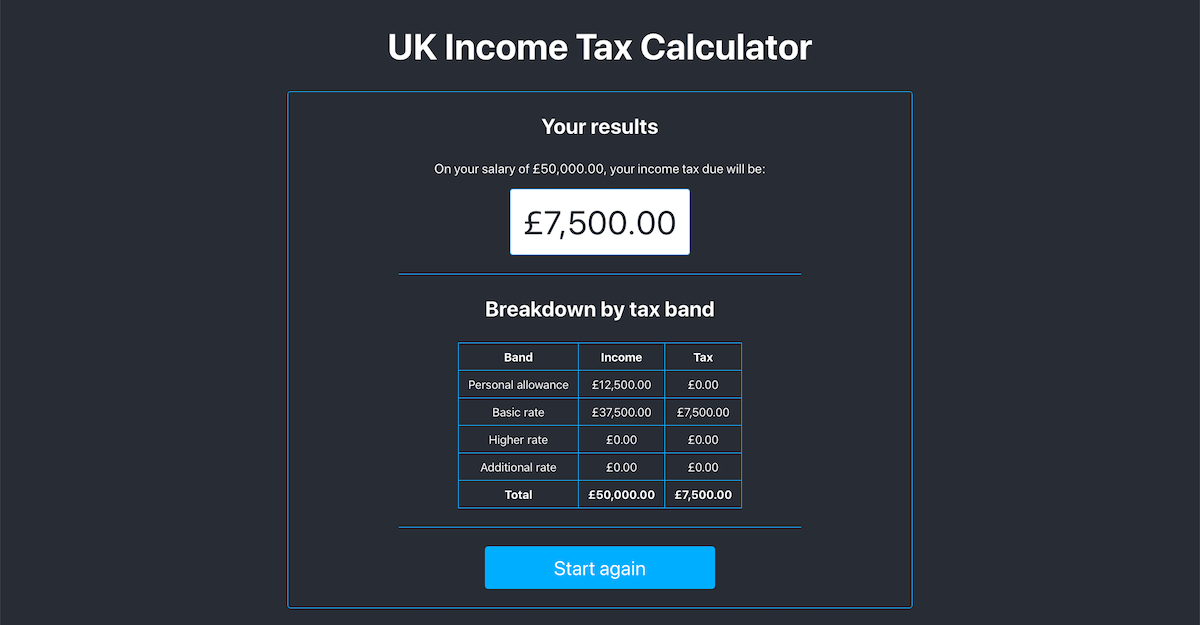 UK Income Tax Calculator
Your results
On your salary of £50,000.00, your income tax due will be:
£7,500.00
Breakdown by tax band
Band Income Tax
Personal allowance £12,500.00 £0.00
Basic rate £37,500.00 £7,500.00
Higher rate £0.00 £0.00
Additional rate £0.00 £0.00
Total £50,000.00 £7,500.00
Start again